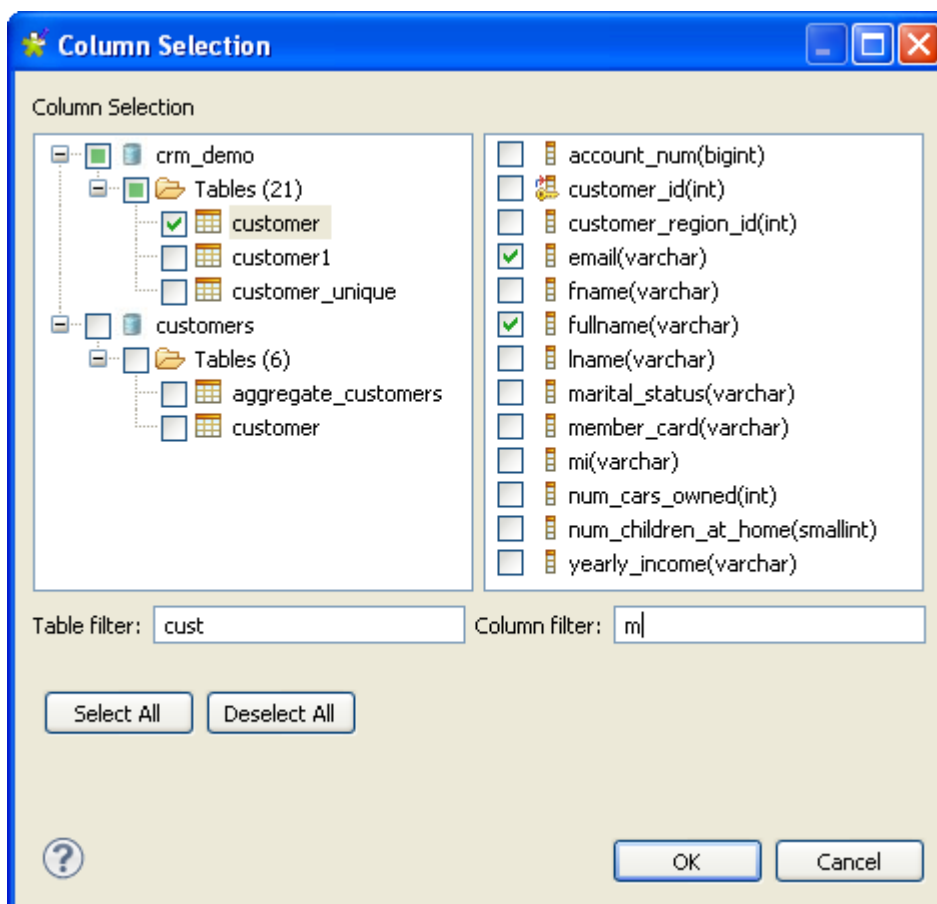 Column Selection
Column Selection
crm_demo
Tables (21)
customer
customer1
customer_unique
customers
Tables (6)
aggregate_customers
customer
account_num(bigint)
customer_id(int)
customer_region_id(int)
email(varchar)
fname(varchar)
fullname(varchar)
lname(varchar)
marital_status(varchar)
member_card(varchar)
mi(varchar)
num_cars_owned(int)
num_children_at_home(smallint)
yearly_income(varchar)
Table filter: cust
Column filter: m
Select All
Deselect All
?
OK
Cancel